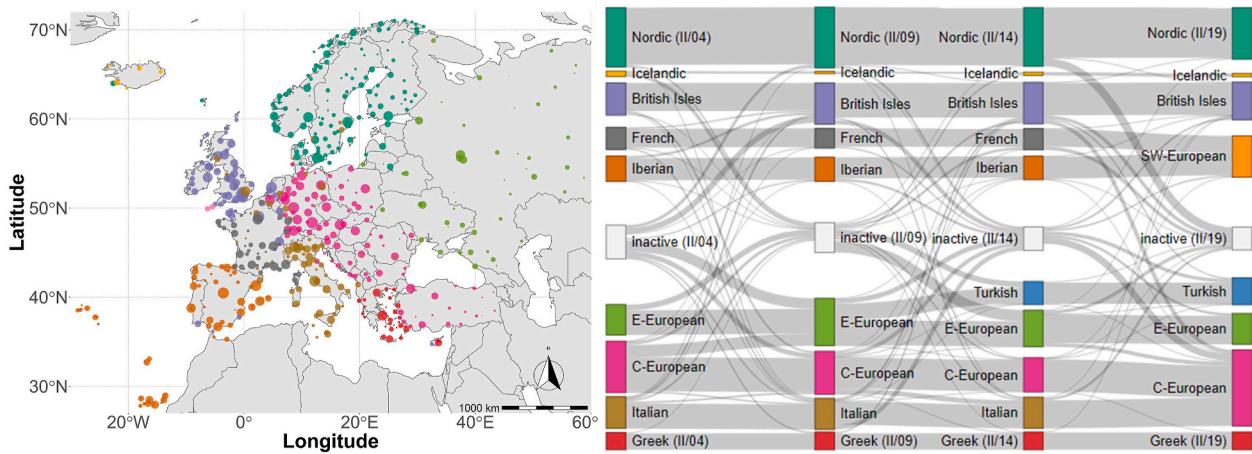 70°N
60°N
50°N
40°N
30°N
Latitude
20°W
0°
20°E
40°E
60°
Longitude
N
1000 km
Nordic (II/04)
Icelandic
British Isles
French
Iberian
inactive (II/04)
E-European
C-European
Italian
Greek (II/04)
Nordic (II/09)
Icelandic
British Isles
French
Iberian
inactive (II/09)
E-European
C-European
Italian
Greek (II/09)
Nordic (II/14)
Icelandic
British Isles
French
Iberian
inactive (II/14)
Turkish
E-European
C-European
Italian
Greek (II/14)
Nordic (II/19)
Icelandic
British Isles
SW-European
inactive (II/19)
Turkish
E-European
C-European
Greek (II/19)